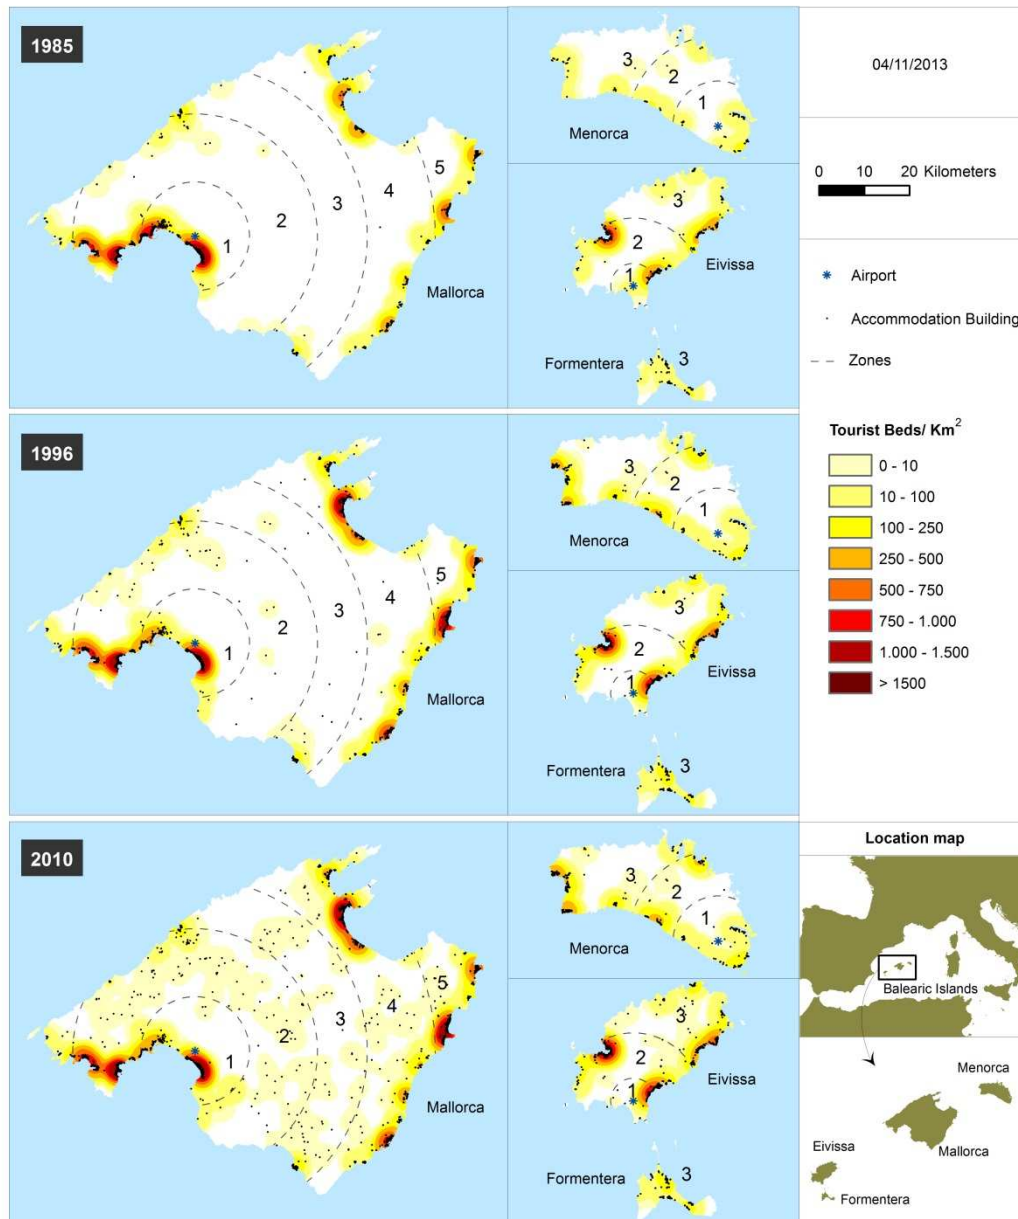 1985
1
2
3
4
5
Mallorca
3
2
1
Menorca
3
2
1
Eivissa
Formentera
3
1996
1
2
3
4
5
Mallorca
3
2
1
Menorca
3
2
1
Eivissa
Formentera
3
2010
1
2
3
4
5
Mallorca
3
2
1
Menorca
3
2
1
Eivissa
Formentera
3
04/11/2013
0 10 20 Kilometers
Airport
Accommodation Building
Zones
Tourist Beds/ Km²
0 - 10
10 - 100
100 - 250
250 - 500
500 - 750
750 - 1.000
1.000 - 1.500
> 1500
Location map
Balearic Islands
Menorca
Mallorca
Eivissa
Formentera